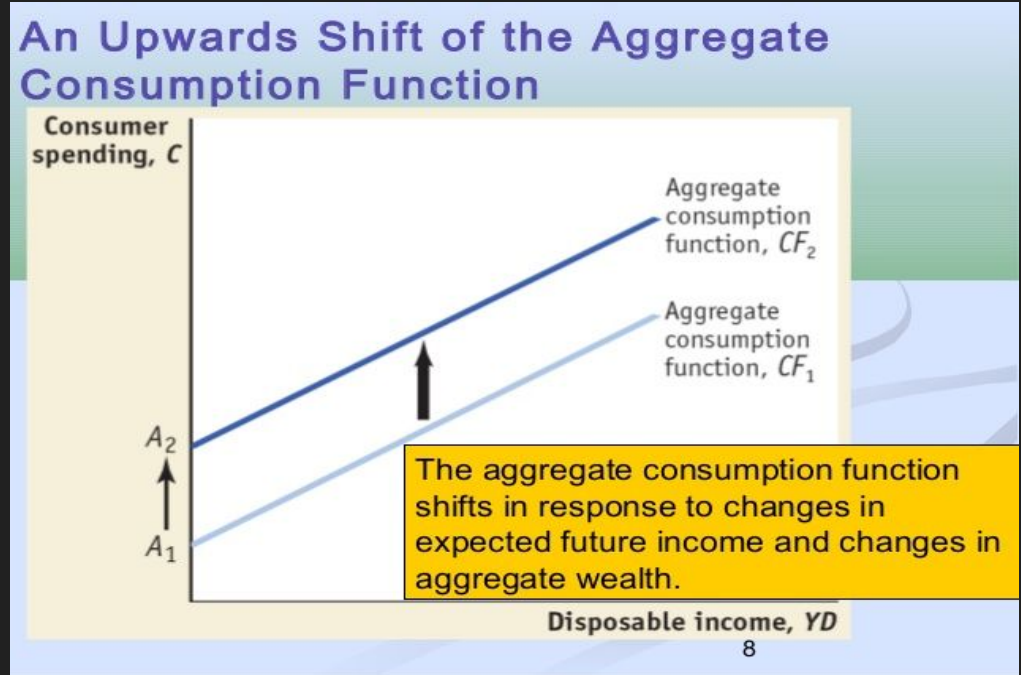 An Upwards Shift of the Aggregate
Consumption Function
Consumer
spending, C
Aggregate
consumption
function, CF₂
Aggregate
consumption
function, CF₁
A₂
A₁
The aggregate consumption function
shifts in response to changes in
expected future income and changes in
aggregate wealth.
Disposable income, YD
8